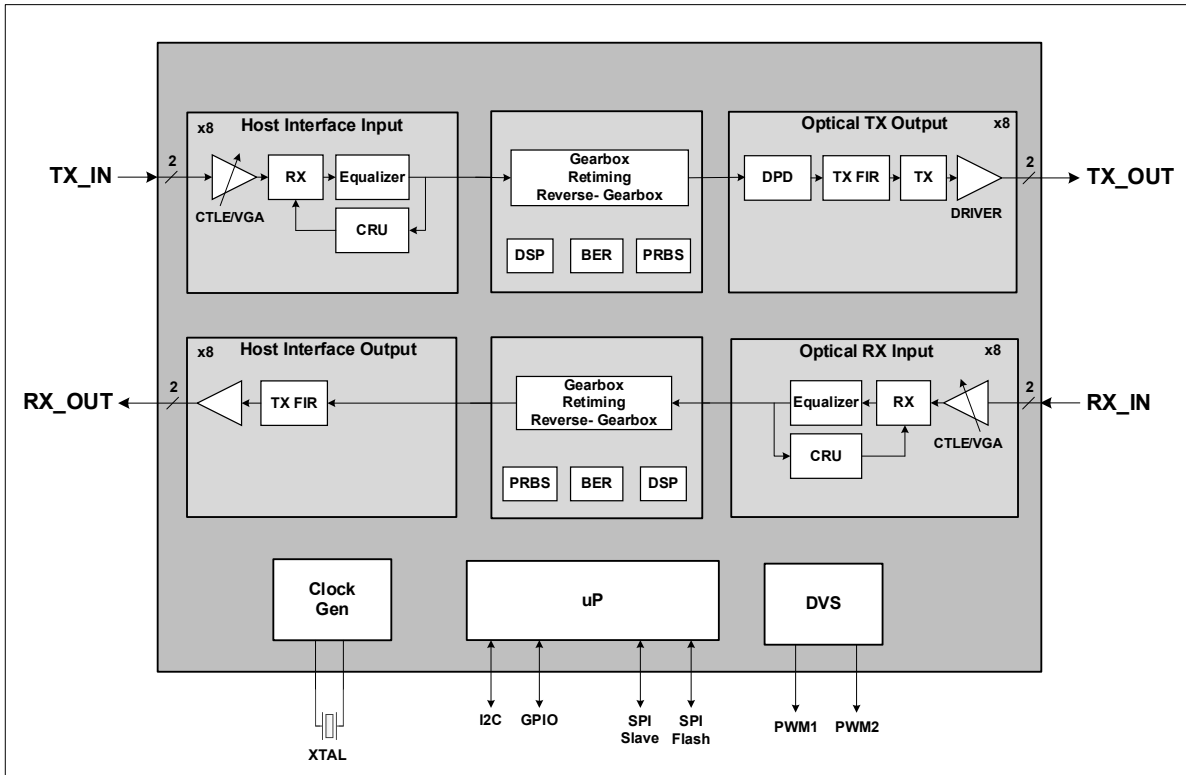 x8
Host Interface Input
Optical TX Output
x8
TX_IN
2
RX
Equalizer
CTLE/VGA
CRU
Gearbox
Retiming
Reverse- Gearbox
DSP
BER
PRBS
DPD
TX FIR
TX
DRIVER
2
TX_OUT
x8
Host Interface Output
Optical RX Input
x8
RX_OUT
2
TX FIR
Gearbox
Retiming
Reverse- Gearbox
PRBS
BER
DSP
Equalizer
RX
CTLE/VGA
CRU
2
RX_IN
Clock
Gen
uP
DVS
XTAL
I2C
GPIO
SPI
Slave
SPI
Flash
PWM1
PWM2